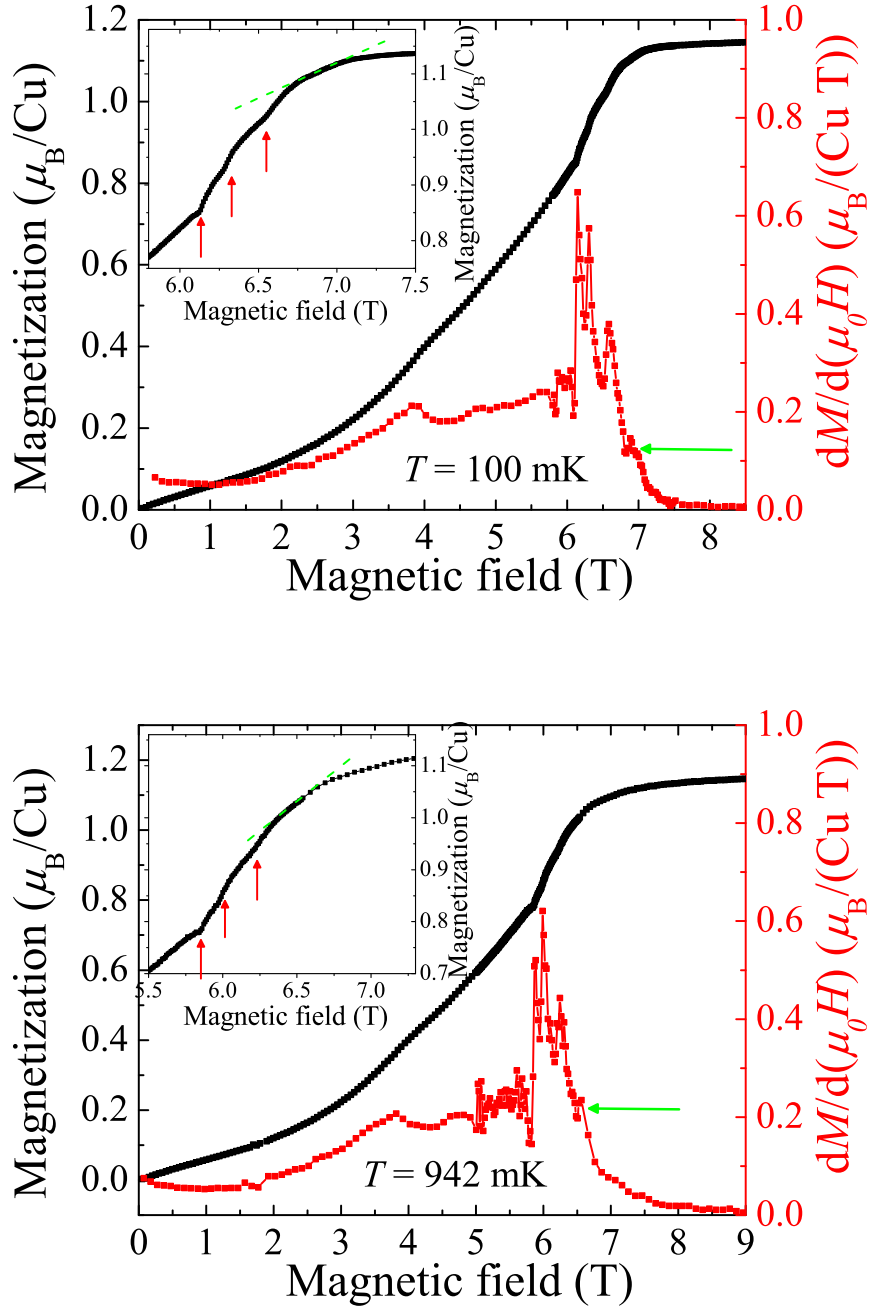 1.2
1.0
0.8
0.6
0.4
0.2
0.0
Magnetization (μB/Cu)
0 1 2 3 4 5 6 7 8
Magnetic field (T)
1.0
0.8
0.6
0.4
0.2
0.0
dM/d(μ0H) (μB/(Cu T))
T = 100 mK
6.0 6.5 7.0 7.5
Magnetic field (T)
1.1
1.0
0.9
0.8
Magnetization (μB/Cu)
1.2
1.0
0.8
0.6
0.4
0.2
0.0
Magnetization (μB/Cu)
0 1 2 3 4 5 6 7 8 9
Magnetic field (T)
1.0
0.8
0.6
0.4
0.2
0.0
dM/d(μ0H) (μB/(Cu T))
T = 942 mK
5.5 6.0 6.5 7.0
Magnetic field (T)
1.1
1.0
0.9
0.8
0.7
Magnetization (μB/Cu)